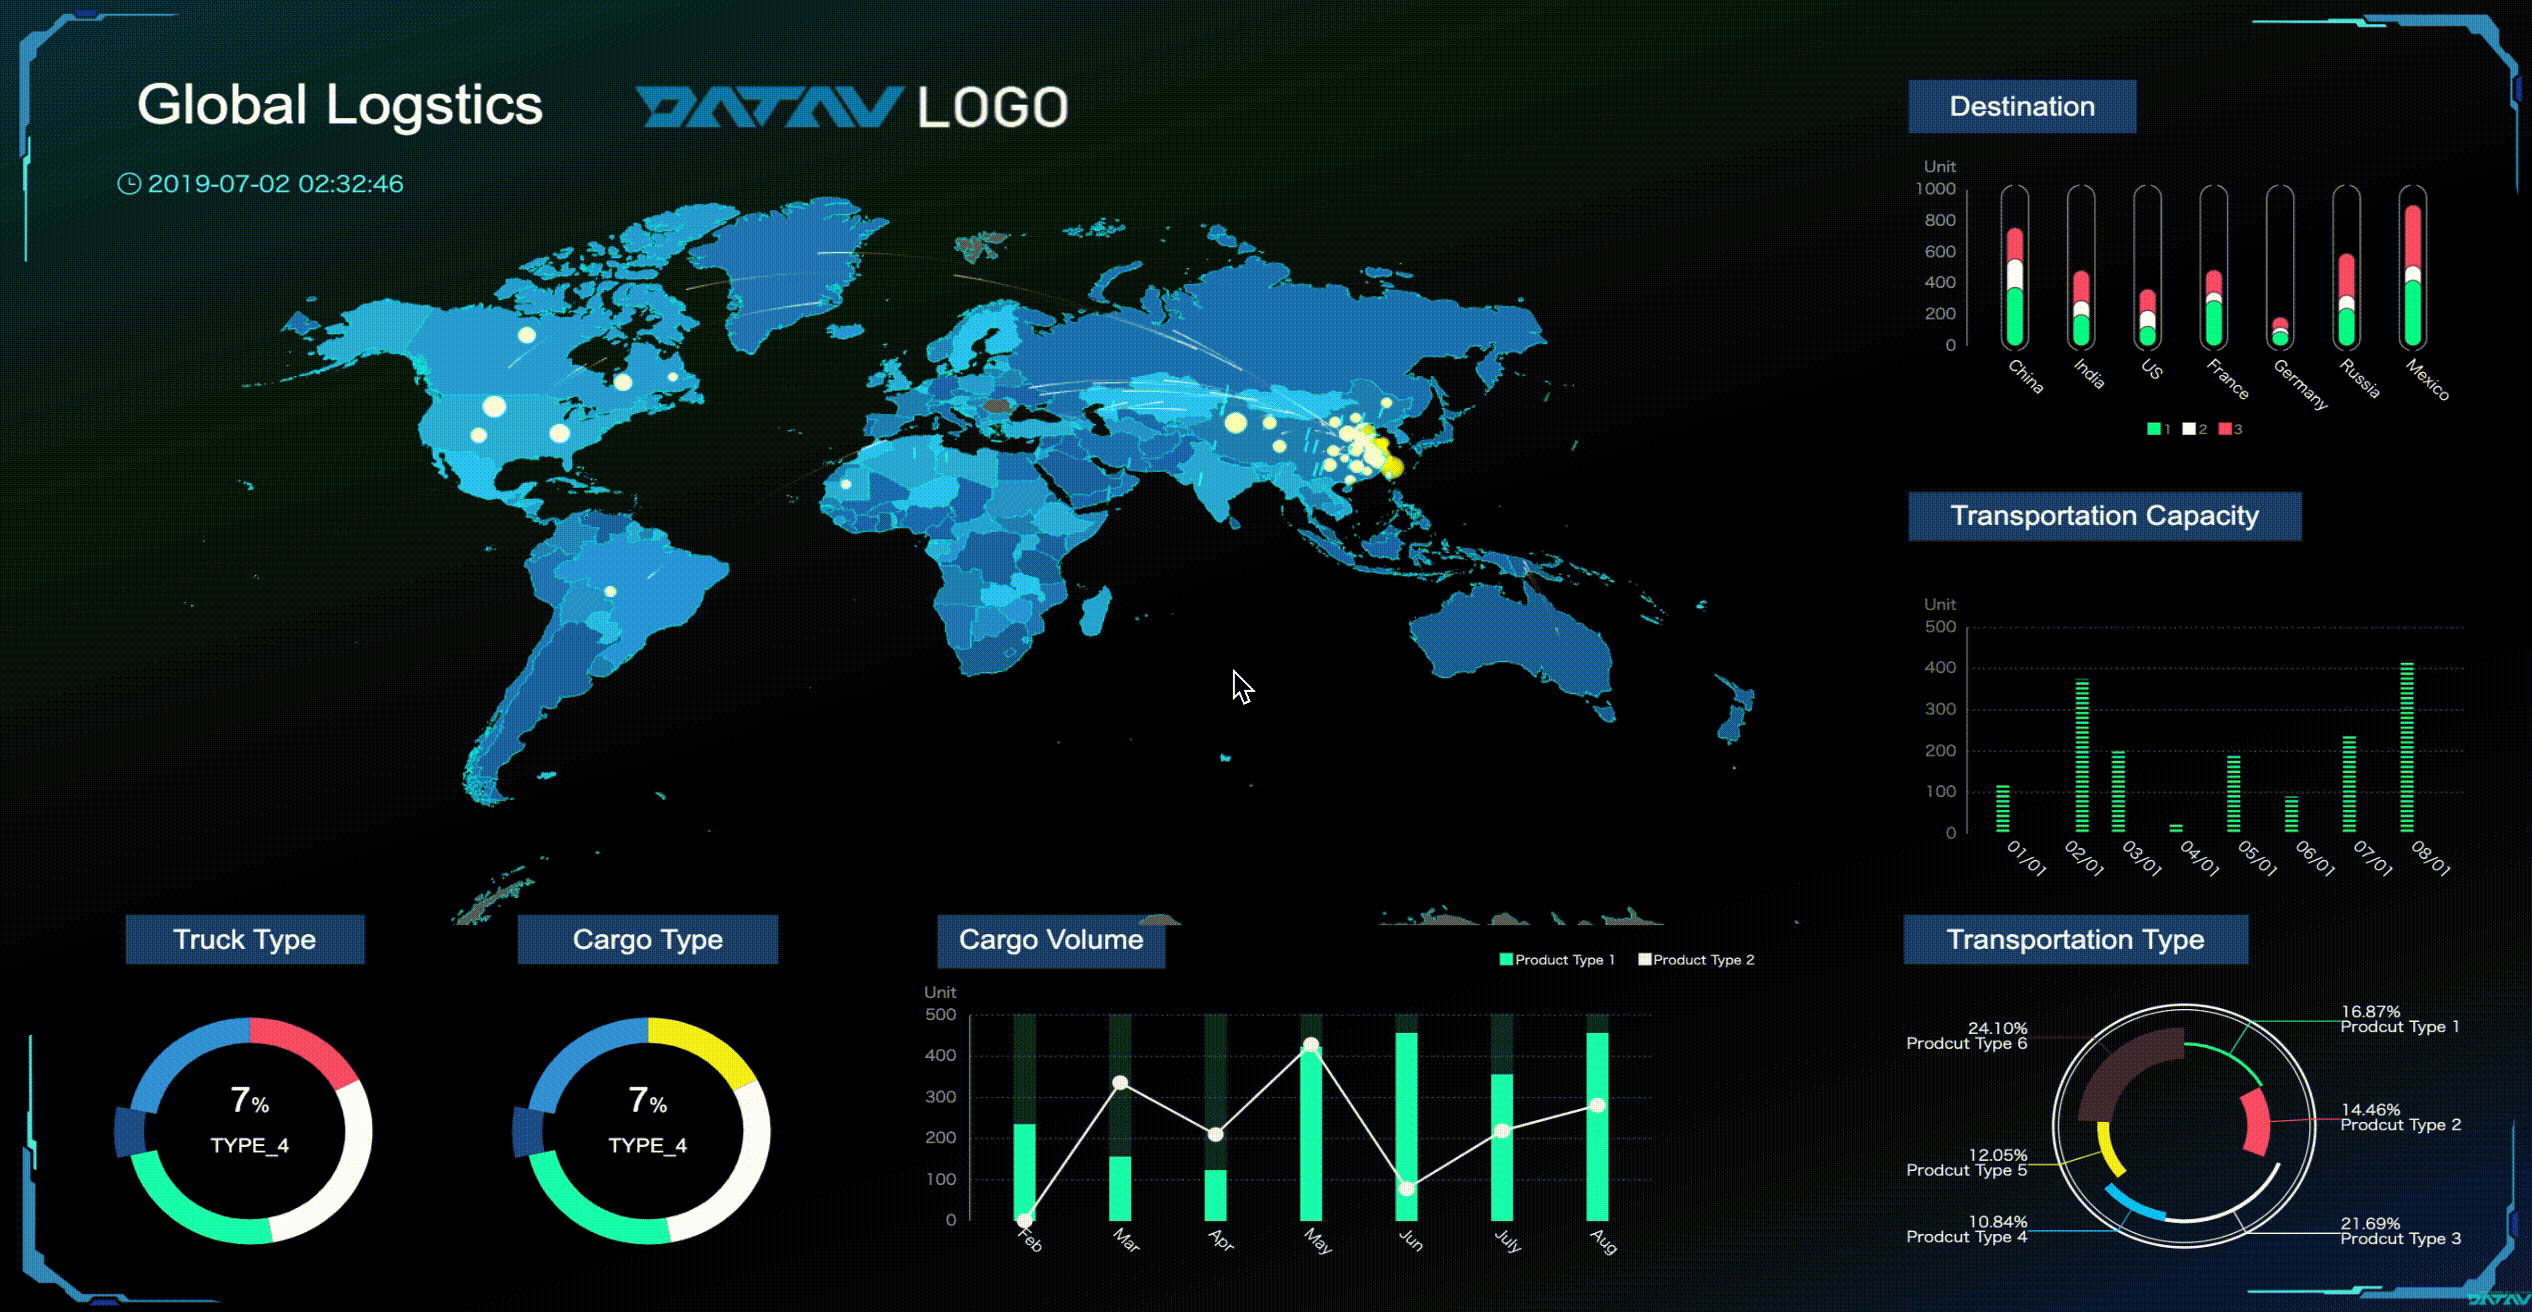 Global Logstics
DATAV LOGO
2019-07-02 02:32:46
Destination
Unit
1000
800
600
400
200
0
China
India
US
France
Germany
Russia
Mexico
1 2 3
Transportation Capacity
Unit
500
400
300
200
100
0
01/01
02/01
03/01
04/01
05/01
06/01
07/01
08/01
Truck Type
7%
TYPE_4
Cargo Type
7%
TYPE_4
Cargo Volume
Product Type 1 Product Type 2
Unit
500
400
300
200
100
0
Feb
Mar
Apr
May
Jun
July
Aug
Transportation Type
16.87%
Prodcut Type 1
24.10%
Prodcut Type 6
14.46%
Prodcut Type 2
12.05%
Prodcut Type 5
10.84%
Prodcut Type 4
21.69%
Prodcut Type 3
DATAV